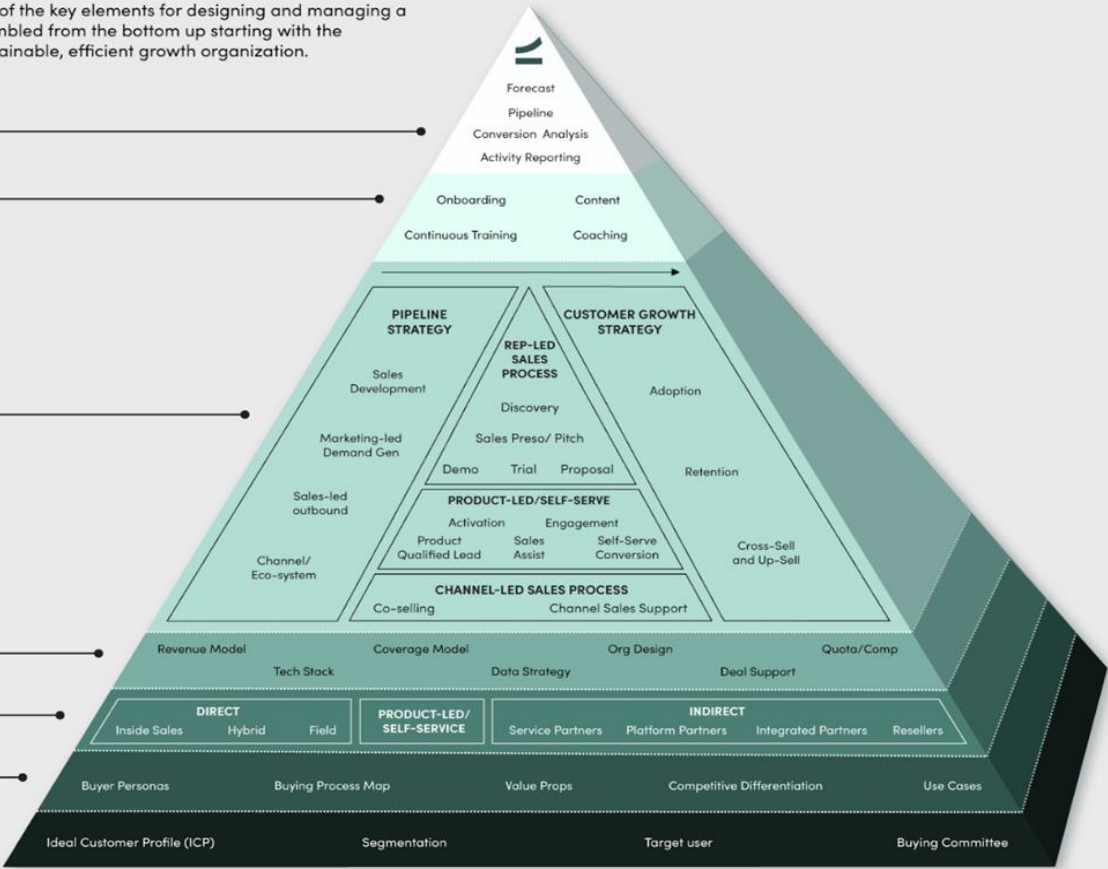 of the key elements for designing and managing a
mbled from the bottom up starting with the
ainable, efficient growth organization.
Forecast
Pipeline
Conversion Analysis
Activity Reporting
Onboarding
Content
Continuous Training
Coaching
PIPELINE
STRATEGY
Sales
Development
Marketing-led
Demand Gen
Sales-led
outbound
Channel/
Eco-system
REP-LED
SALES
PROCESS
Discovery
Sales Preso/ Pitch
Demo Trial Proposal
PRODUCT-LED/SELF-SERVE
Activation Engagement
Product
Qualified Lead
Sales
Assist
Self-Serve
Conversion
CHANNEL-LED SALES PROCESS
Co-selling Channel Sales Support
CUSTOMER GROWTH
STRATEGY
Adoption
Retention
Cross-Sell
and Up-Sell
Revenue Model Coverage Model Org Design Quota/Comp
Tech Stack Data Strategy Deal Support
DIRECT
Inside Sales Hybrid Field
PRODUCT-LED/
SELF-SERVICE
INDIRECT
Service Partners Platform Partners Integrated Partners Resellers
Buyer Personas Buying Process Map Value Props Competitive Differentiation Use Cases
Ideal Customer Profile (ICP) Segmentation Target user Buying Committee